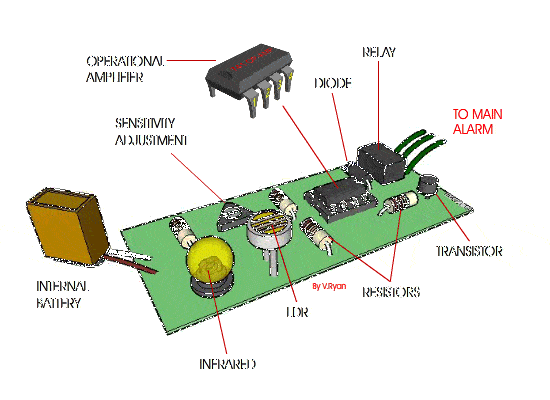 OPERATIONAL
AMPLIFIER
RELAY
DIODE
SENSITIVITY
ADJUSTMENT
TO MAIN
ALARM
TRANSISTOR
INTERNAL
BATTERY
By V.Ryan
RESISTORS
LDR
INFRARED